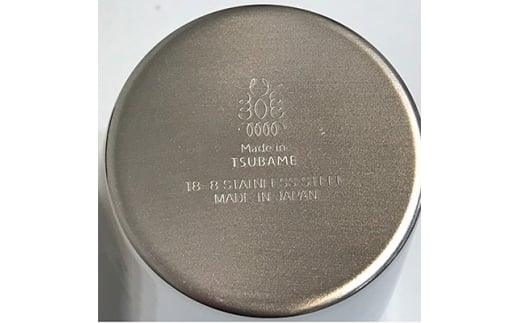 Made in
TSUBAME
18-8 STAINLESS STEEL
MADE IN JAPAN